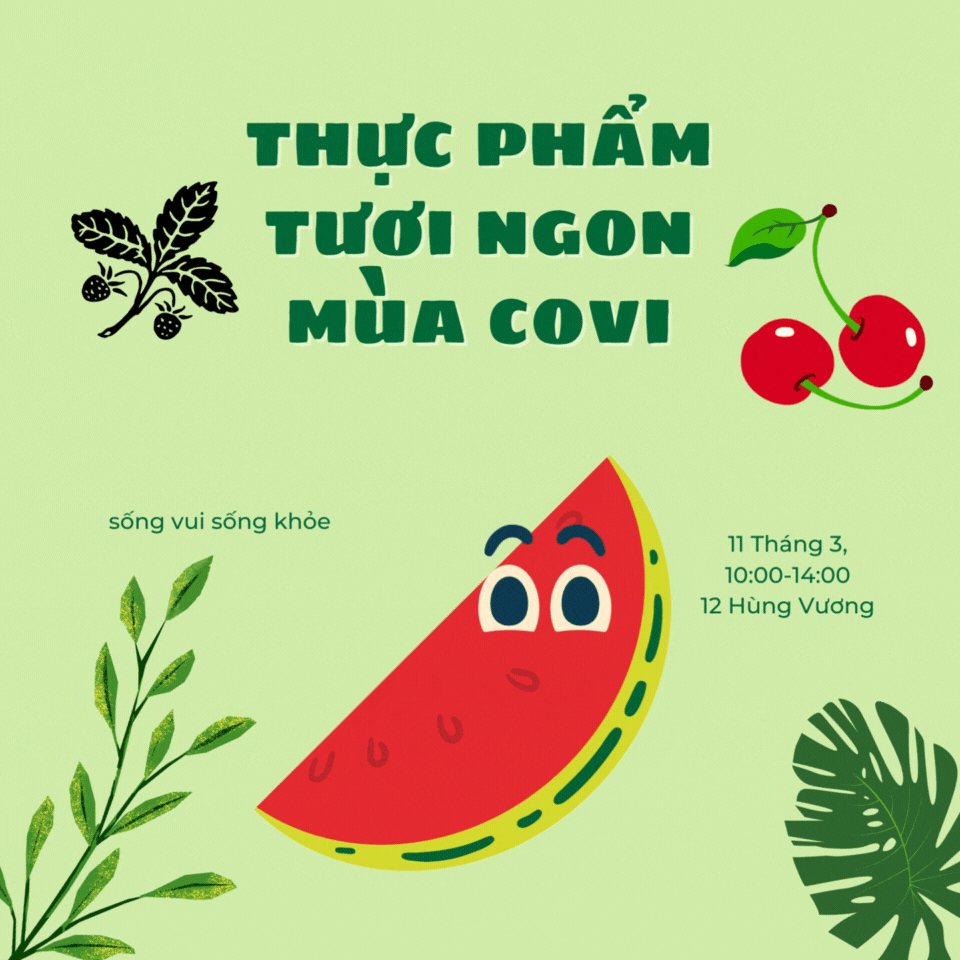 THỰC PHẨM
TƯƠI NGON
MÙA COVI
sống vui sống khỏe
11 Tháng 3,
10:00-14:00
12 Hùng Vương